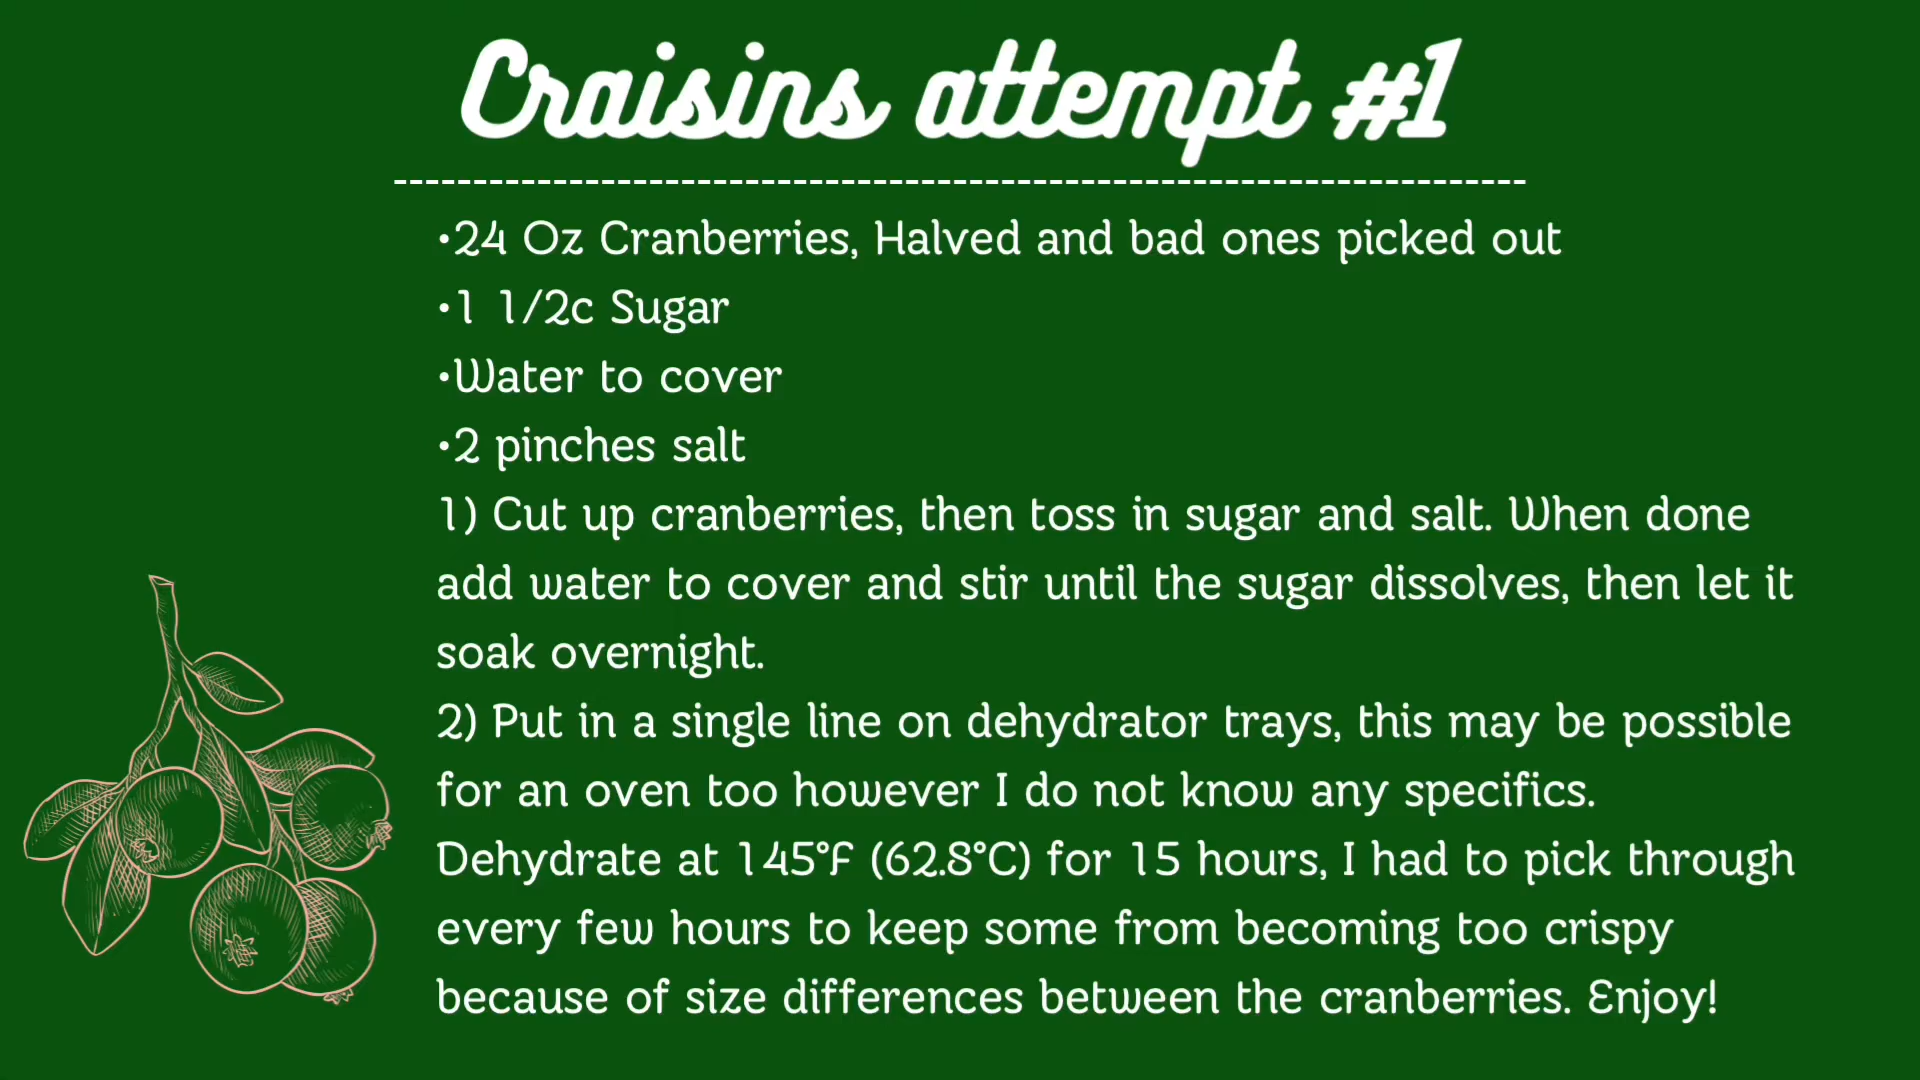 Craisins attempt #1
-----------------------------------------------------------------------
•24 Oz Cranberries, Halved and bad ones picked out
•1 1/2c Sugar
•Water to cover
•2 pinches salt
1) Cut up cranberries, then toss in sugar and salt. When done
add water to cover and stir until the sugar dissolves, then let it
soak overnight.
2) Put in a single line on dehydrator trays, this may be possible
for an oven too however I do not know any specifics.
Dehydrate at 145°F (62.8°C) for 15 hours, I had to pick through
every few hours to keep some from becoming too crispy
because of size differences between the cranberries. Enjoy!